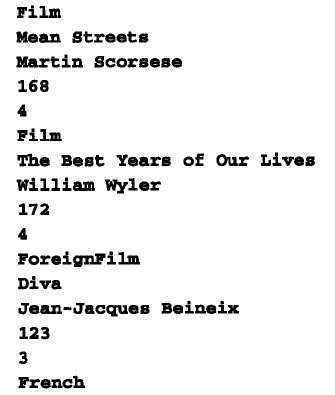 Film
Mean Streets
Martin Scorsese
168
4
Film
The Best Years of Our Lives
William Wyler
172
4
ForeignFilm
Diva
Jean-Jacques Beineix
123
3
French